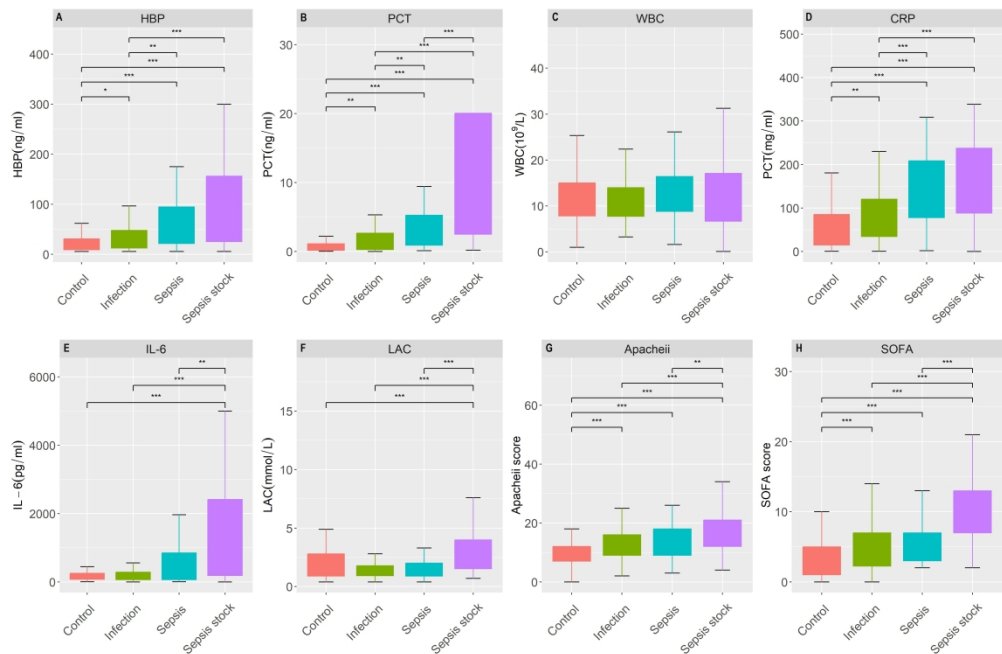 A HBP
HBP(ng/ml)
400
300
200
100
0
***
**
***
***
*
Control
Infection
Sepsis
Sepsis stock
B PCT
PCT(ng/ml)
30
20
10
0
***
***
**
***
***
**
Control
Infection
Sepsis
Sepsis stock
C WBC
WBC(10⁹/L)
50
40
30
20
10
0
Control
Infection
Sepsis
Sepsis stock
D CRP
PCT(mg/ml)
500
400
300
200
100
0
***
***
***
***
**
Control
Infection
Sepsis
Sepsis stock
E IL-6
IL-6(pg/ml)
6000
4000
2000
0
**
***
***
Control
Infection
Sepsis
Sepsis stock
F LAC
LAC(mmol/L)
15
10
5
0
***
***
***
Control
Infection
Sepsis
Sepsis stock
G Apacheii
Apacheii score
60
40
20
0
**
***
***
***
***
Control
Infection
Sepsis
Sepsis stock
H SOFA
SOFA score
30
20
10
0
***
***
***
***
***
Control
Infection
Sepsis
Sepsis stock